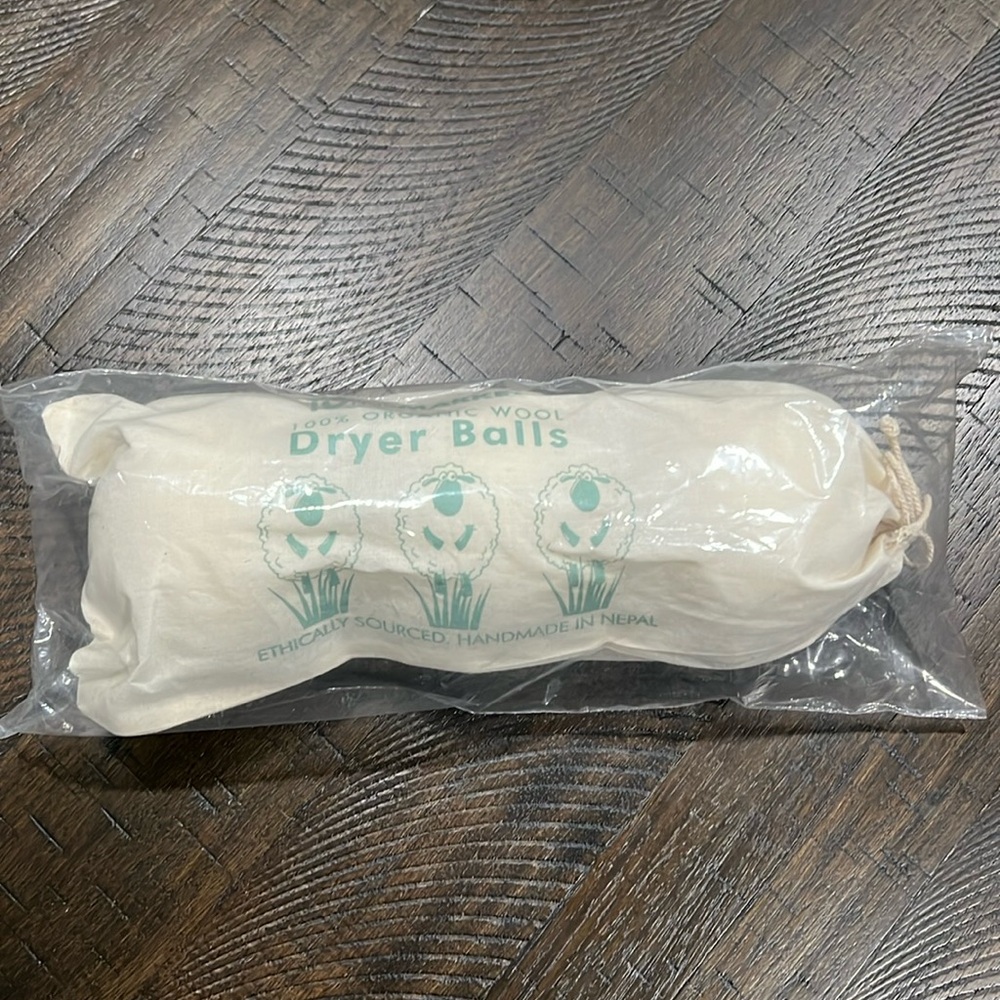 100% ORGANIC WOOL
Dryer Balls
ETHICALLY SOURCED. HANDMADE IN NEPAL